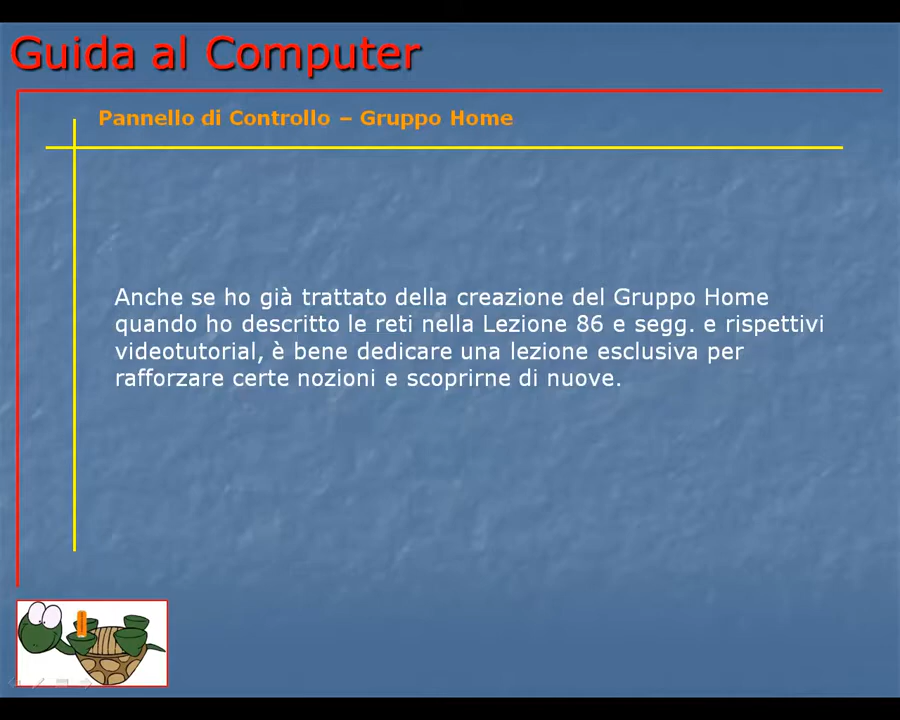 Guida al Computer
Pannello di Controllo – Gruppo Home
Anche se ho già trattato della creazione del Gruppo Home
quando ho descritto le reti nella Lezione 86 e segg. e rispettivi
videotutorial, è bene dedicare una lezione esclusiva per
rafforzare certe nozioni e scoprirne di nuove.